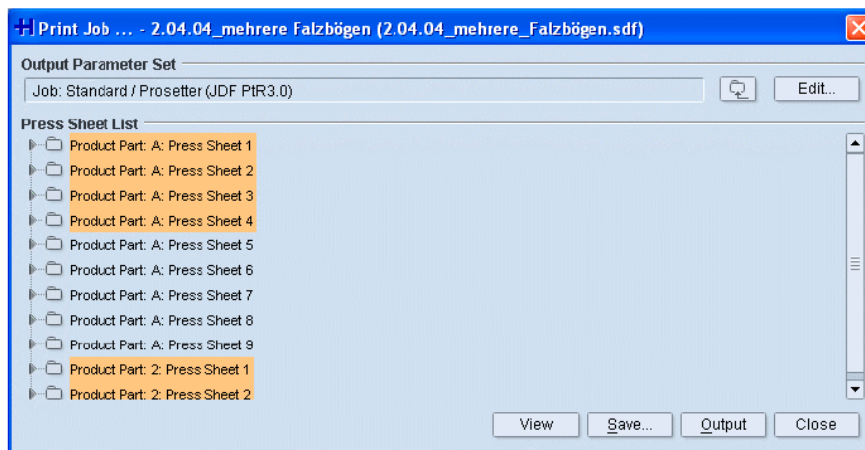 Print Job ... - 2.04.04_mehrere Falzbögen (2.04.04_mehrere_Falzbögen.sdf)
Output Parameter Set
Job: Standard / Prosetter (JDF PtR3.0)
Edit...
Press Sheet List
Product Part: A: Press Sheet 1
Product Part: A: Press Sheet 2
Product Part: A: Press Sheet 3
Product Part: A: Press Sheet 4
Product Part: A: Press Sheet 5
Product Part: A: Press Sheet 6
Product Part: A: Press Sheet 7
Product Part: A: Press Sheet 8
Product Part: A: Press Sheet 9
Product Part: 2: Press Sheet 1
Product Part: 2: Press Sheet 2
View Save... Output Close